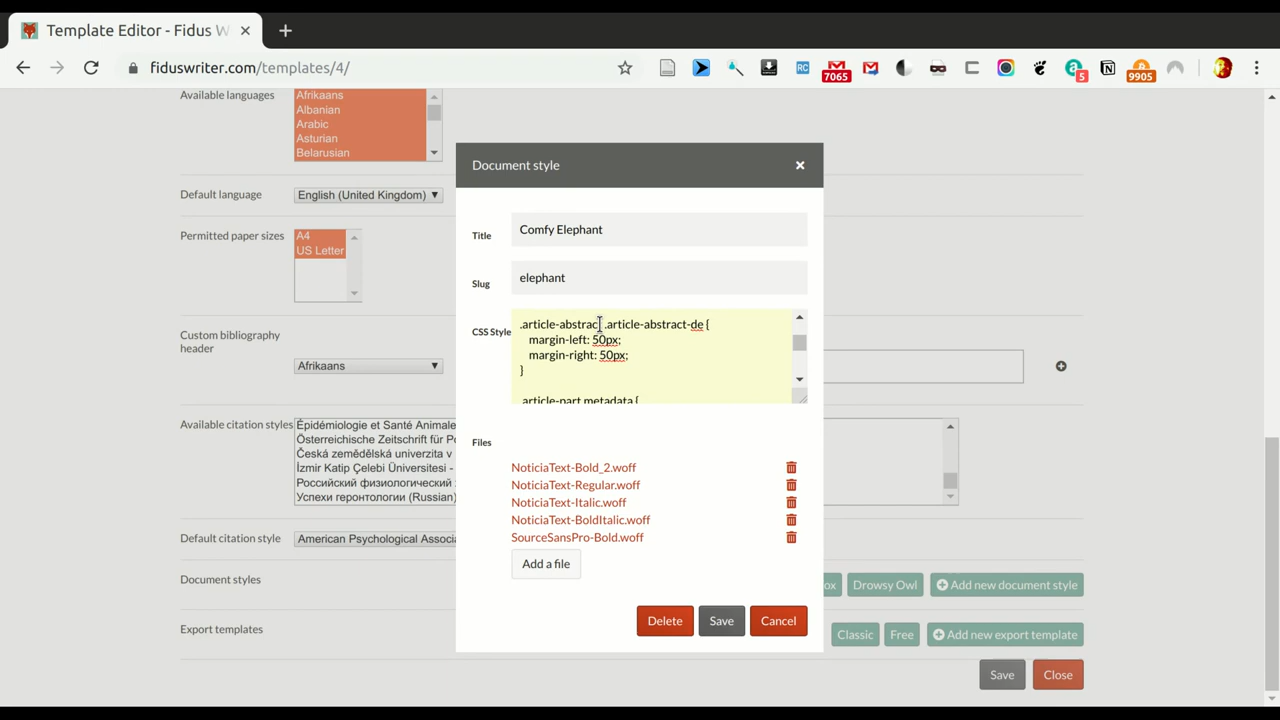 Template Editor - Fidus W
fiduswriter.com/templates/4/
RC
7065
5
9905
Available languages
Afrikaans
Albanian
Arabic
Asturian
Belarusian
Default language
English (United Kingdom)
Permitted paper sizes
A4
US Letter
Custom bibliography
header
Afrikaans
Available citation styles
Épidémiologie et Santé Animale
Österreichische Zeitschrift für Po
Česká zemědělská univerzita v
İzmir Katip Çelebi Üniversitesi -
Российский физиологический
Успехи геронтологии (Russian)
Default citation style
American Psychological Associa
Document styles
ox
Drowsy Owl
Add new document style
Export templates
Classic
Free
Add new export template
Save
Close
Document style
Title
Comfy Elephant
Slug
elephant
CSS Style
.article-abstract, .article-abstract-de {
margin-left: 50px;
margin-right: 50px;
}
.article-part.metadata {
Files
NoticiaText-Bold_2.woff
NoticiaText-Regular.woff
NoticiaText-Italic.woff
NoticiaText-BoldItalic.woff
SourceSansPro-Bold.woff
Add a file
Delete
Save
Cancel